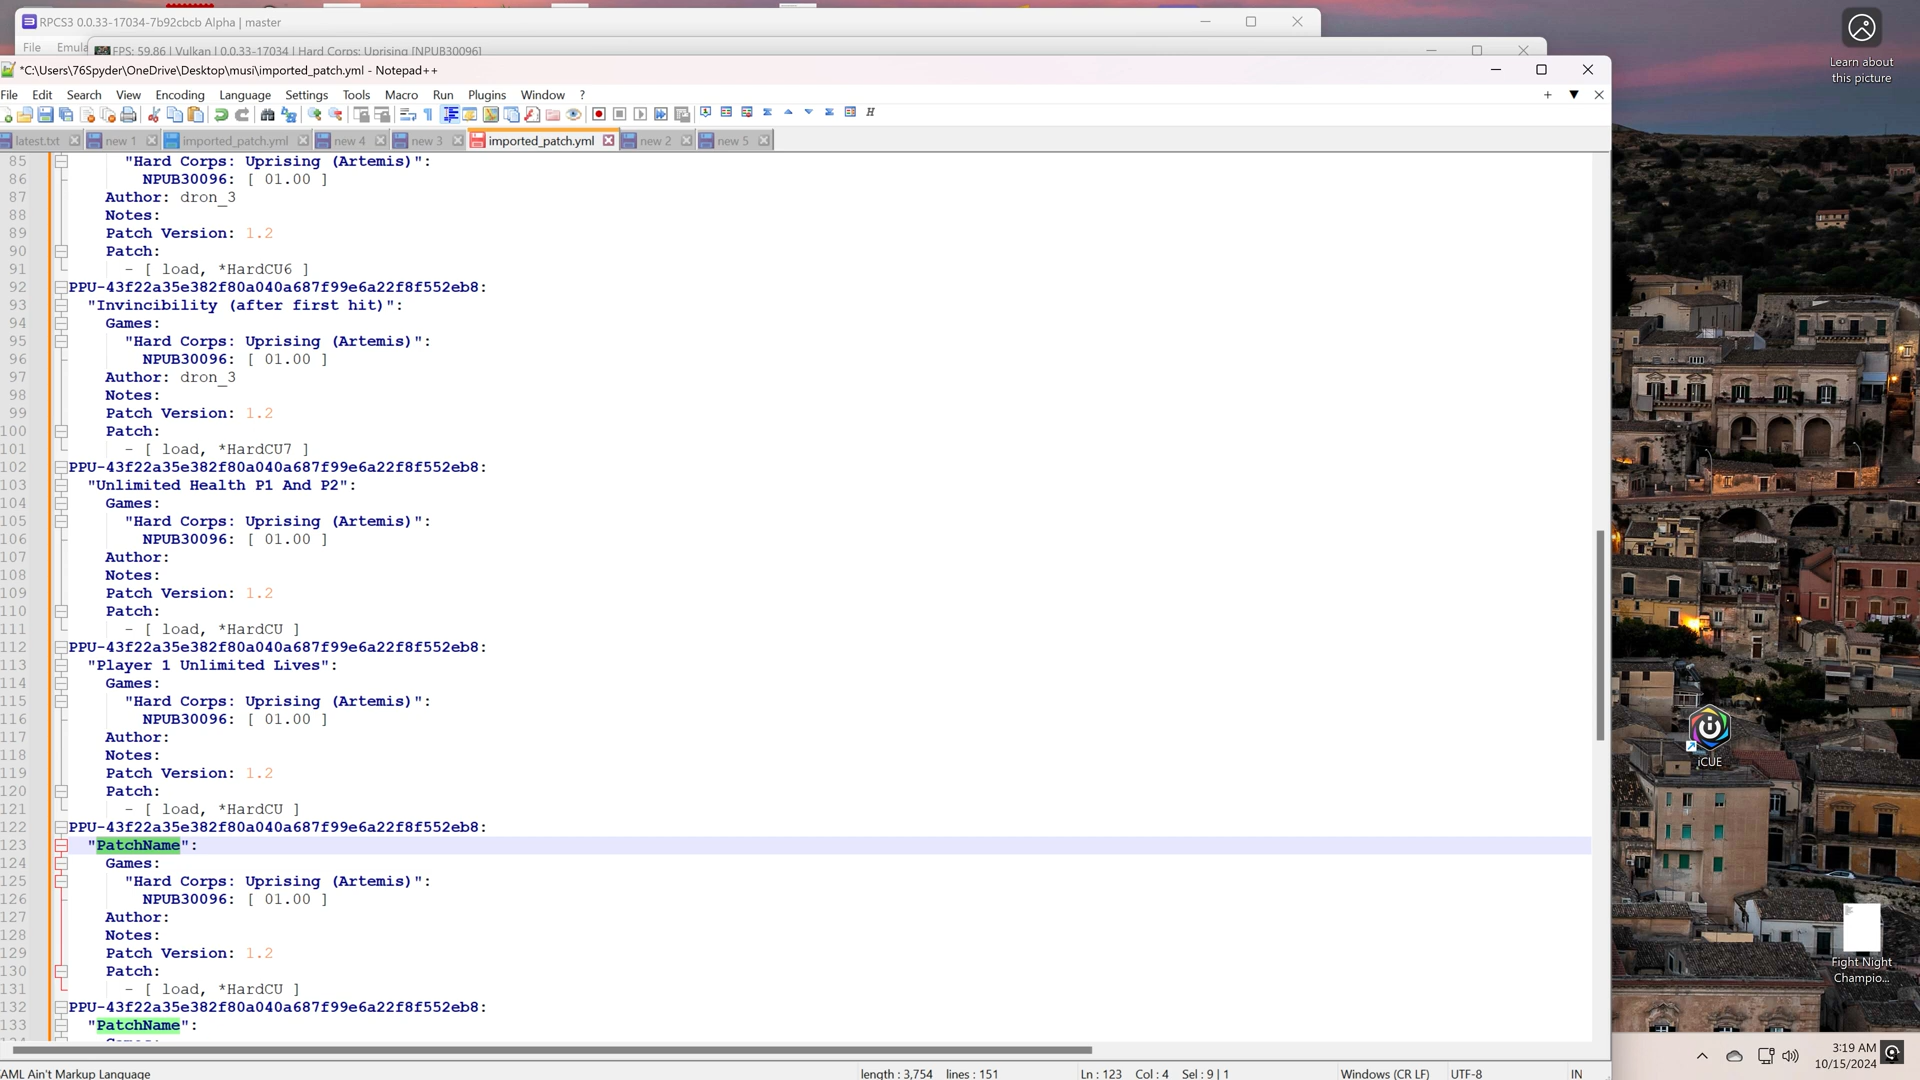 RPCS3 0.0.33-17034-7b92cbcb Alpha | master
File Emula
FPS: 59.86 | Vulkan | 0.0.33-17034 | Hard Corps: Uprising [NPUB30096]
*C:\Users\76Spyder\OneDrive\Desktop\musi\imported_patch.yml - Notepad++
File Edit Search View Encoding Language Settings Tools Macro Run Plugins Window ?
latest.txt new 1 imported_patch.yml new 4 new 3 imported_patch.yml new 2 new 5
85 "Hard Corps: Uprising (Artemis)":
86 NPUB30096: [ 01.00 ]
87 Author: dron_3
88 Notes:
89 Patch Version: 1.2
90 Patch:
91 - [ load, *HardCU6 ]
92 PPU-43f22a35e382f80a040a687f99e6a22f8f552eb8:
93 "Invincibility (after first hit)":
94 Games:
95 "Hard Corps: Uprising (Artemis)":
96 NPUB30096: [ 01.00 ]
97 Author: dron_3
98 Notes:
99 Patch Version: 1.2
100 Patch:
101 - [ load, *HardCU7 ]
102 PPU-43f22a35e382f80a040a687f99e6a22f8f552eb8:
103 "Unlimited Health P1 And P2":
104 Games:
105 "Hard Corps: Uprising (Artemis)":
106 NPUB30096: [ 01.00 ]
107 Author:
108 Notes:
109 Patch Version: 1.2
110 Patch:
111 - [ load, *HardCU ]
112 PPU-43f22a35e382f80a040a687f99e6a22f8f552eb8:
113 "Player 1 Unlimited Lives":
114 Games:
115 "Hard Corps: Uprising (Artemis)":
116 NPUB30096: [ 01.00 ]
117 Author:
118 Notes:
119 Patch Version: 1.2
120 Patch:
121 - [ load, *HardCU ]
122 PPU-43f22a35e382f80a040a687f99e6a22f8f552eb8:
123 "PatchName":
124 Games:
125 "Hard Corps: Uprising (Artemis)":
126 NPUB30096: [ 01.00 ]
127 Author:
128 Notes:
129 Patch Version: 1.2
130 Patch:
131 - [ load, *HardCU ]
132 PPU-43f22a35e382f80a040a687f99e6a22f8f552eb8:
133 "PatchName":
AML Ain't Markup Language length : 3,754 lines : 151 Ln : 123 Col : 4 Sel : 9 | 1 Windows (CR LF) UTF-8 IN
Learn about
this picture
iCUE
Fight Night
Champio...
3:19 AM
10/15/2024